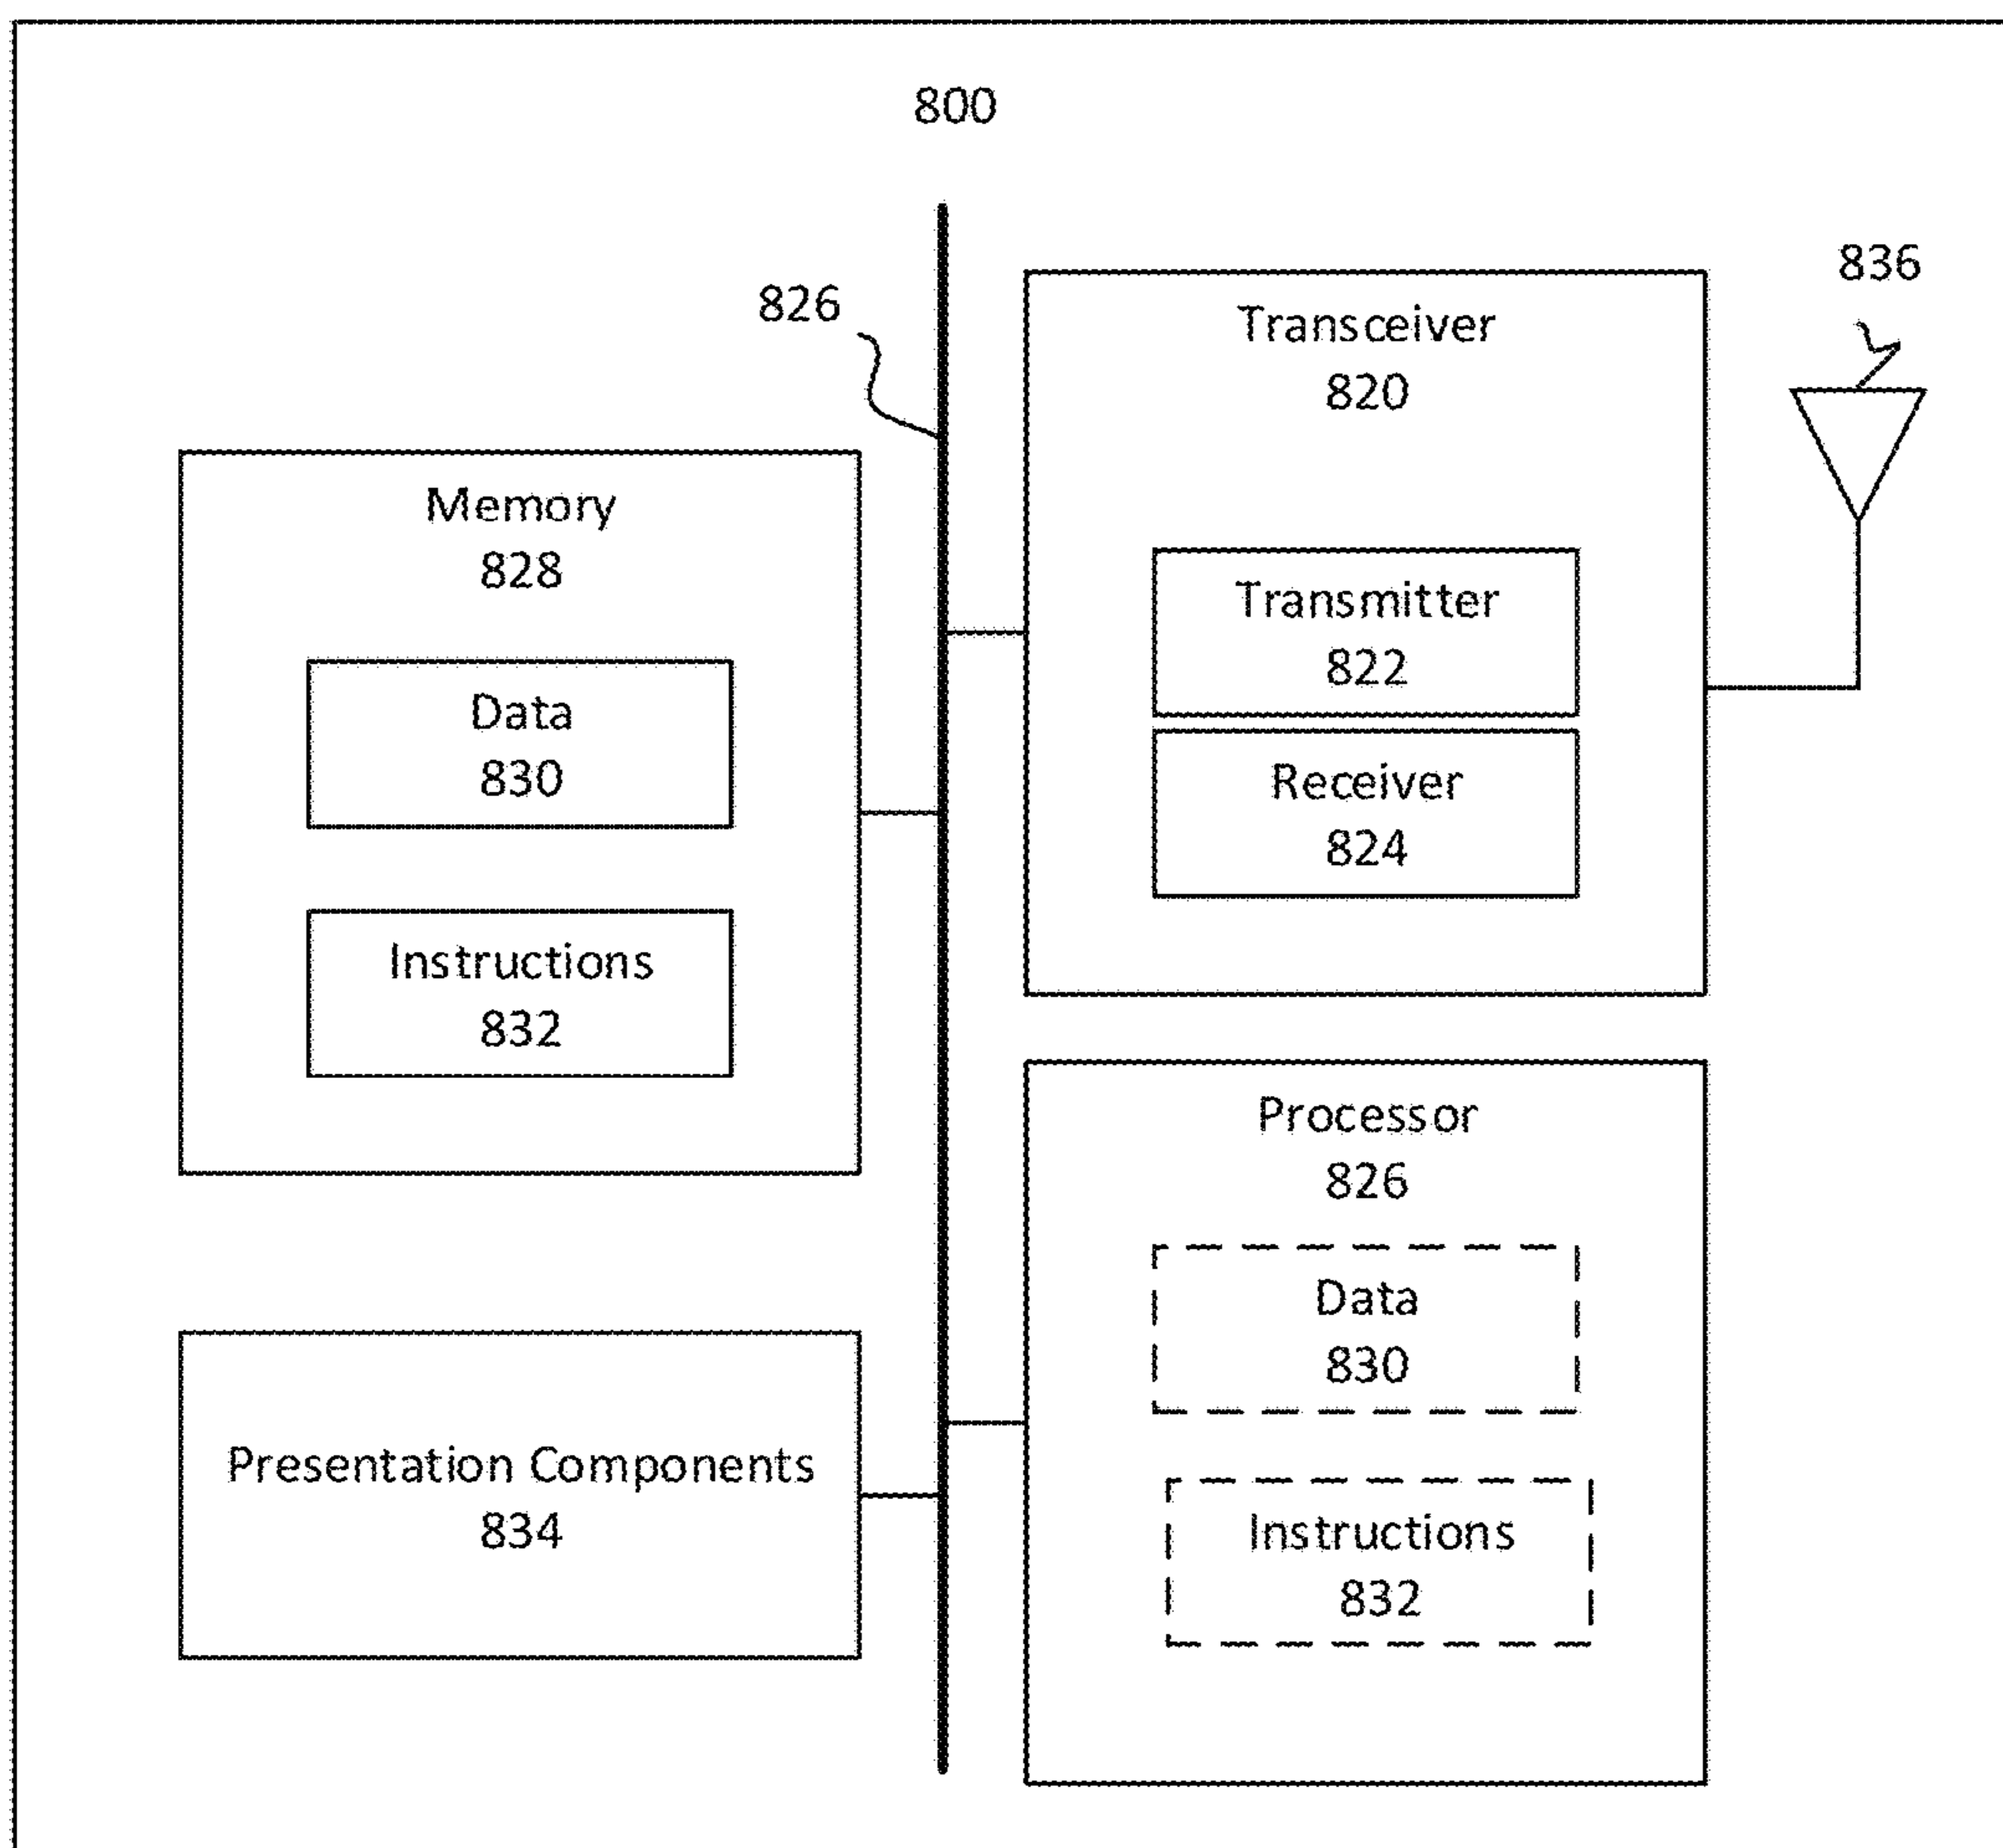 800
826
836
Transceiver
820
Transmitter
822
Receiver
824
Memory
828
Data
830
Instructions
832
Processor
826
Data
830
Instructions
832
Presentation Components
834